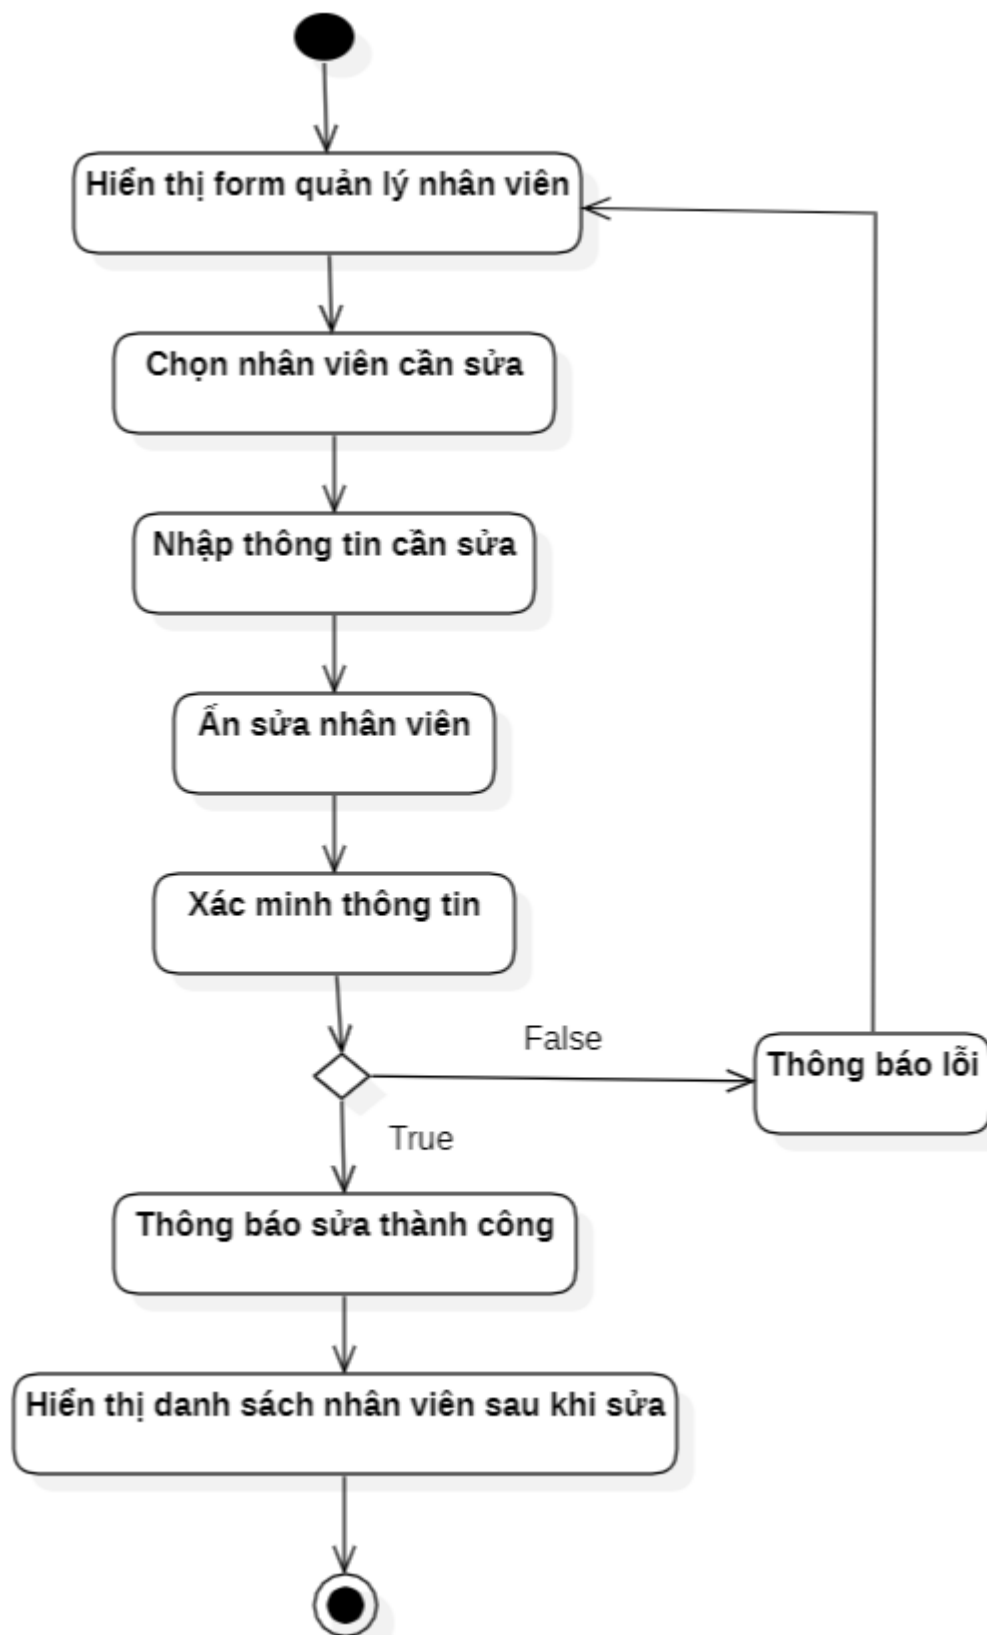 Hiển thị form quản lý nhân viên
Chọn nhân viên cần sửa
Nhập thông tin cần sửa
Ấn sửa nhân viên
Xác minh thông tin
False
Thông báo lỗi
True
Thông báo sửa thành công
Hiển thị danh sách nhân viên sau khi sửa